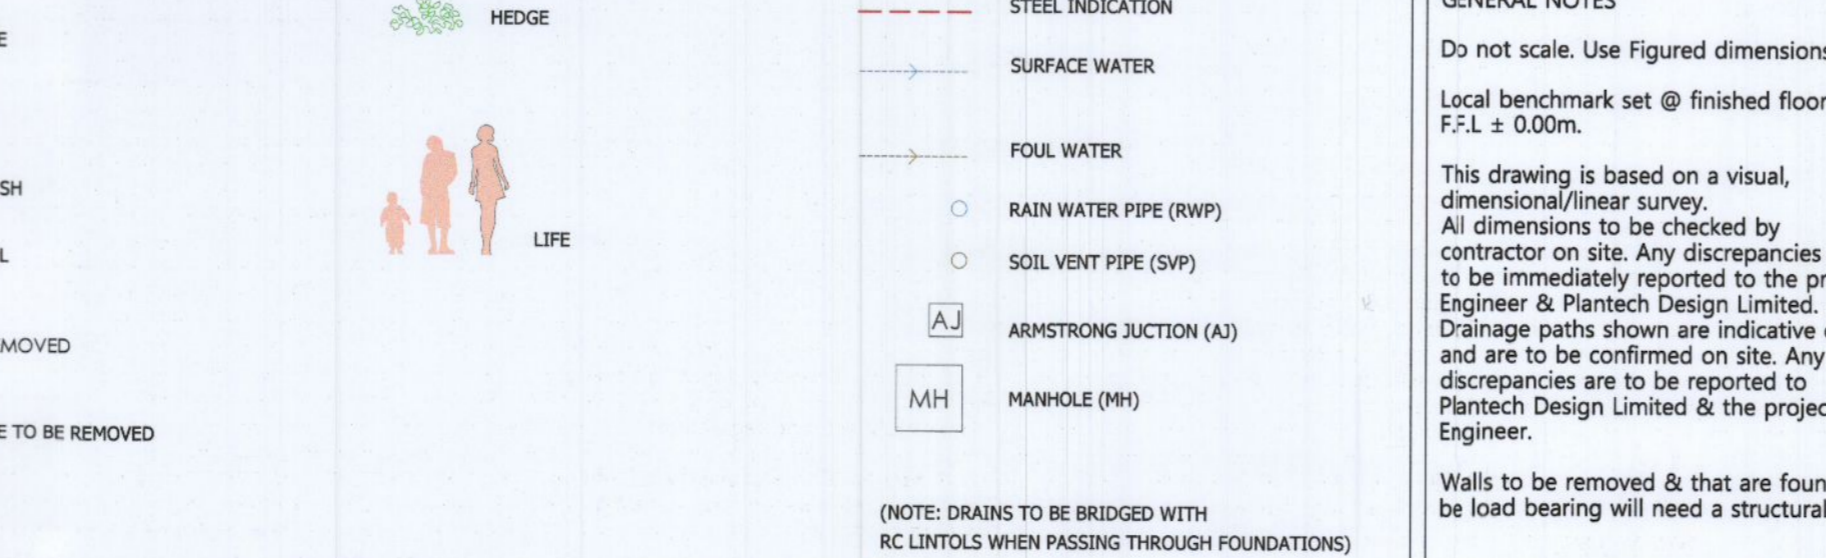 E
SH
L
MOVED
E TO BE REMOVED
HEDGE
LIFE
STEEL INDICATION
SURFACE WATER
FOUL WATER
RAIN WATER PIPE (RWP)
SOIL VENT PIPE (SVP)
AJ
ARMSTRONG JUCTION (AJ)
MH
MANHOLE (MH)
(NOTE: DRAINS TO BE BRIDGED WITH
RC LINTOLS WHEN PASSING THROUGH FOUNDATIONS)
GENERAL NOTES
Do not scale. Use Figured dimensions
Local benchmark set @ finished floor
F.F.L ± 0.00m.
This drawing is based on a visual,
dimensional/linear survey.
All dimensions to be checked by
contractor on site. Any discrepancies
to be immediately reported to the pr
Engineer & Plantech Design Limited.
Drainage paths shown are indicative
and are to be confirmed on site. Any
discrepancies are to be reported to
Plantech Design Limited & the projec
Engineer.
Walls to be removed & that are foun
be load bearing will need a structural